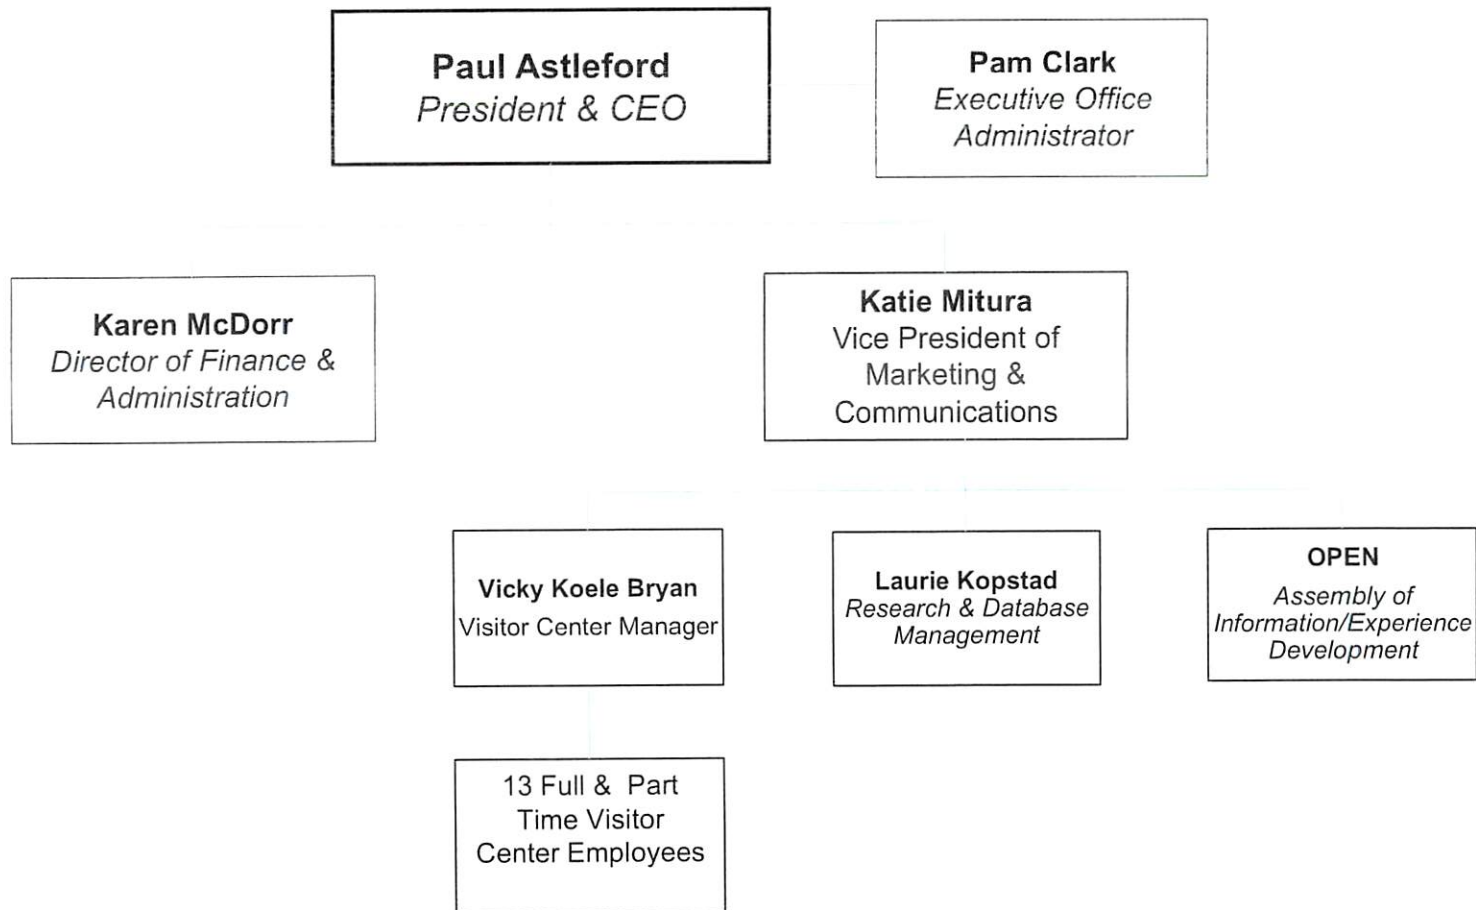 Paul Astleford
President & CEO
Pam Clark
Executive Office
Administrator
Karen McDorr
Director of Finance &
Administration
Katie Mitura
Vice President of
Marketing &
Communications
Vicky Koele Bryan
Visitor Center Manager
Laurie Kopstad
Research & Database
Management
OPEN
Assembly of
Information/Experience
Development
13 Full & Part
Time Visitor
Center Employees